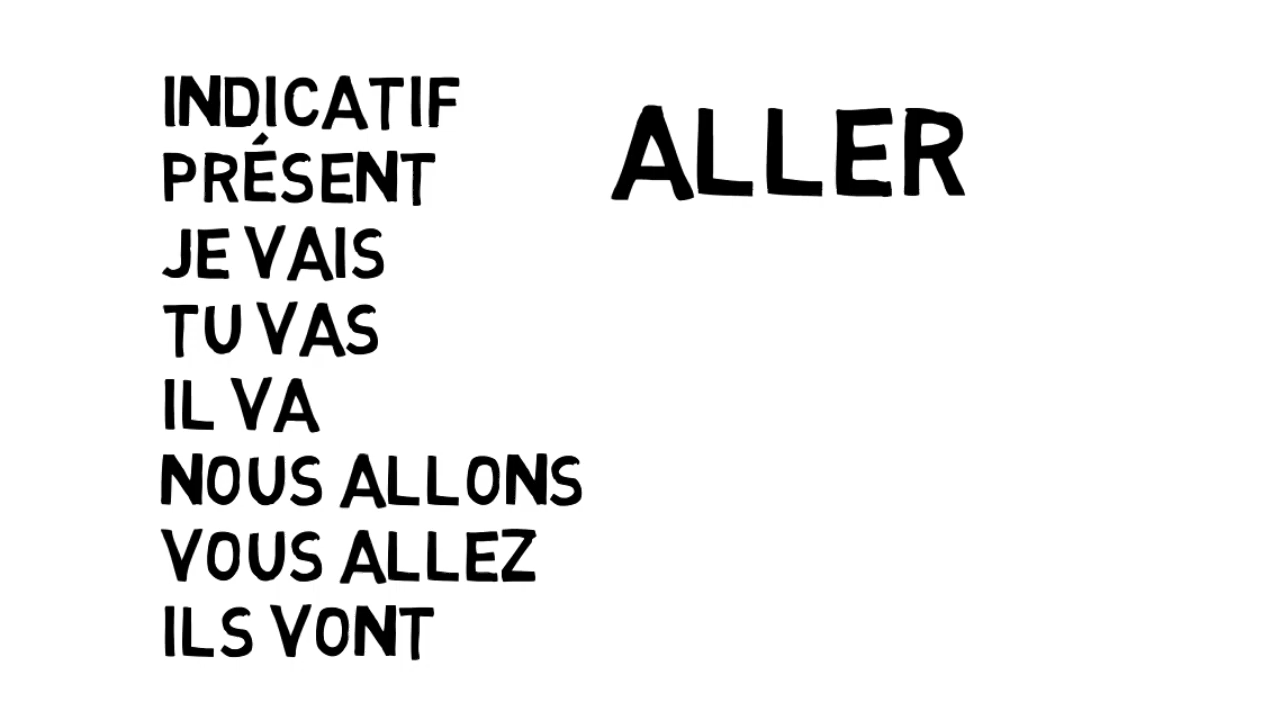 INDICATIF
PRÉSENT
JE VAIS
TU VAS
IL VA
NOUS ALLONS
VOUS ALLEZ
ILS VONT
ALLER